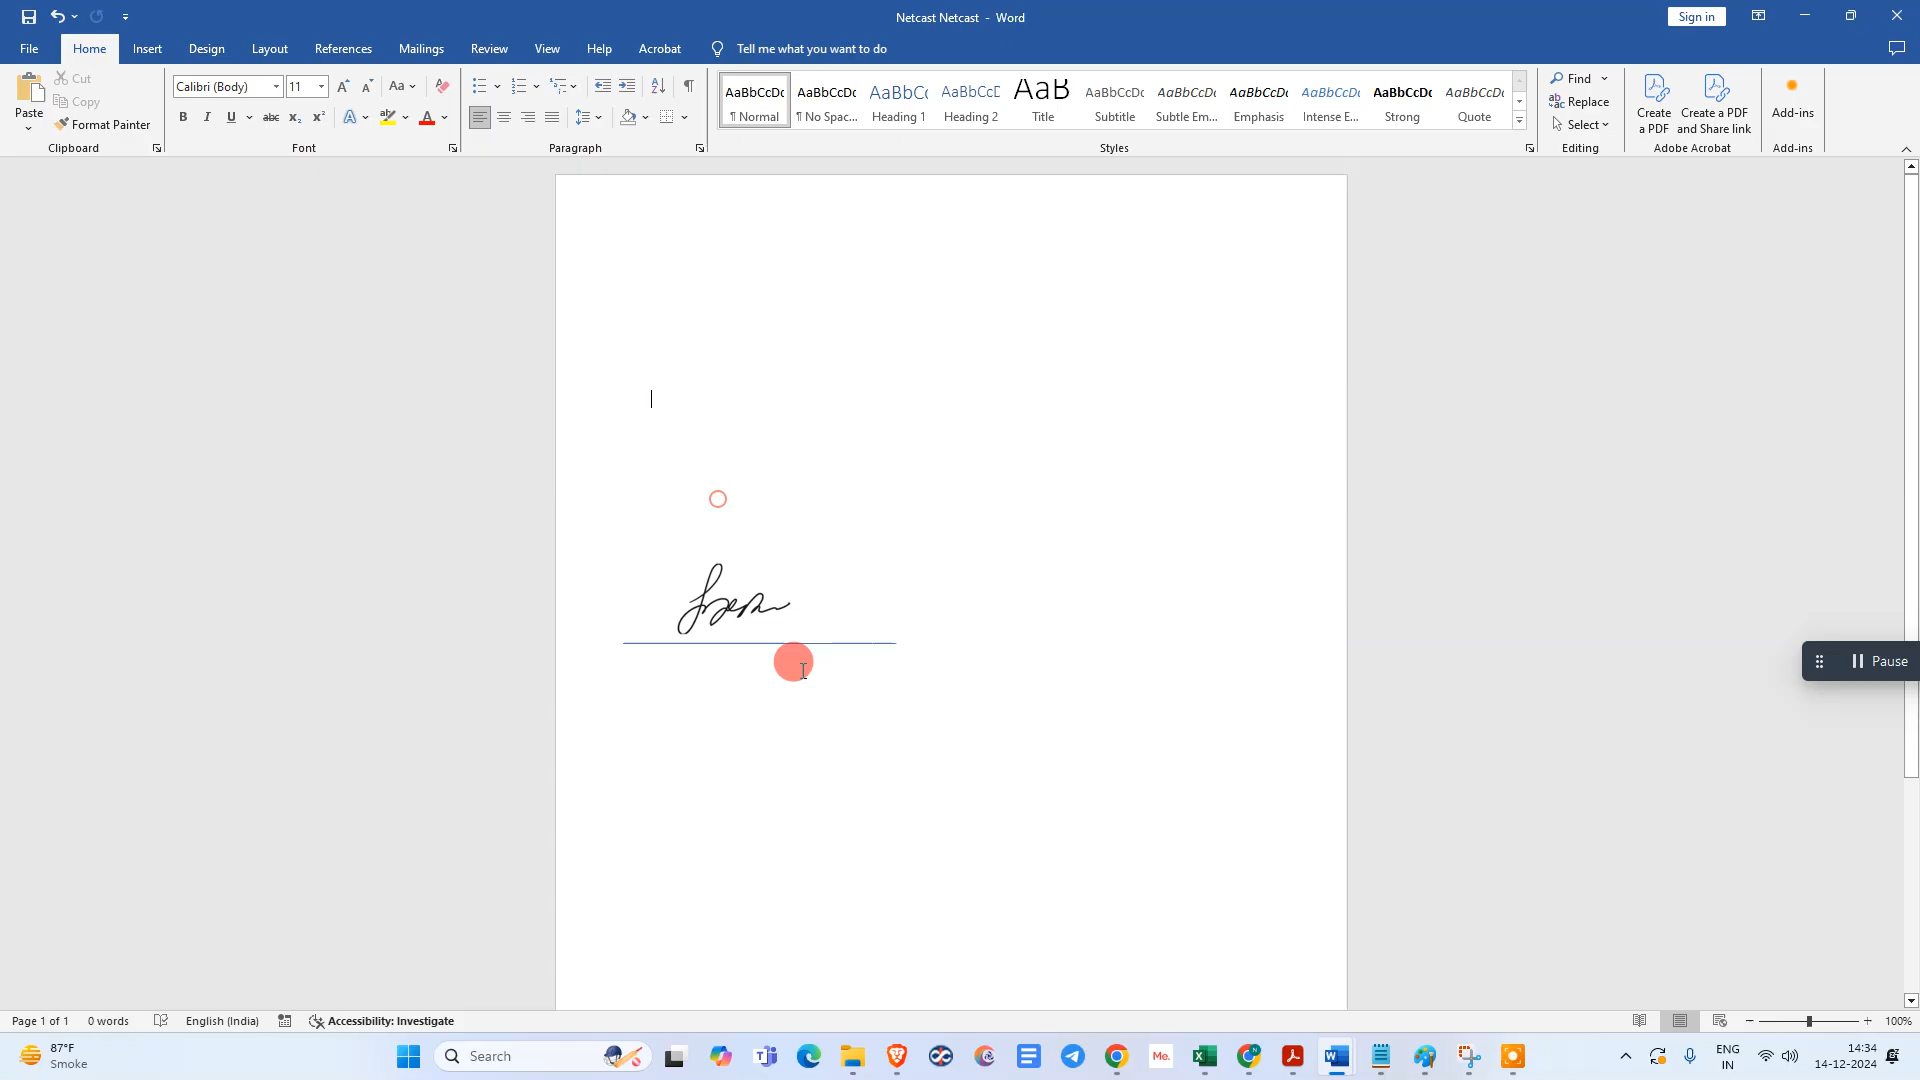 Netcast Netcast - Word
Sign in
File
Home
Insert
Design
Layout
References
Mailings
Review
View
Help
Acrobat
Tell me what you want to do
Paste
Cut
Copy
Format Painter
Clipboard
Calibri (Body)
11
Font
Paragraph
AaBbCcDc
¶ Normal
AaBbCcDc
¶ No Spac...
AaBbCc
Heading 1
AaBbCcD
Heading 2
AaB
Title
AaBbCcDc
Subtitle
AaBbCcDc
Subtle Em...
AaBbCcDc
Emphasis
AaBbCcDc
Intense E...
AaBbCcDc
Strong
AaBbCcDc
Quote
Styles
Find
Replace
Select
Editing
Create a PDF
Create a PDF and Share link
Adobe Acrobat
Add-ins
Add-ins
Pause
Page 1 of 1
0 words
English (India)
Accessibility: Investigate
100%
87°F
Smoke
Search
Me.
ENG
IN
14:34
14-12-2024